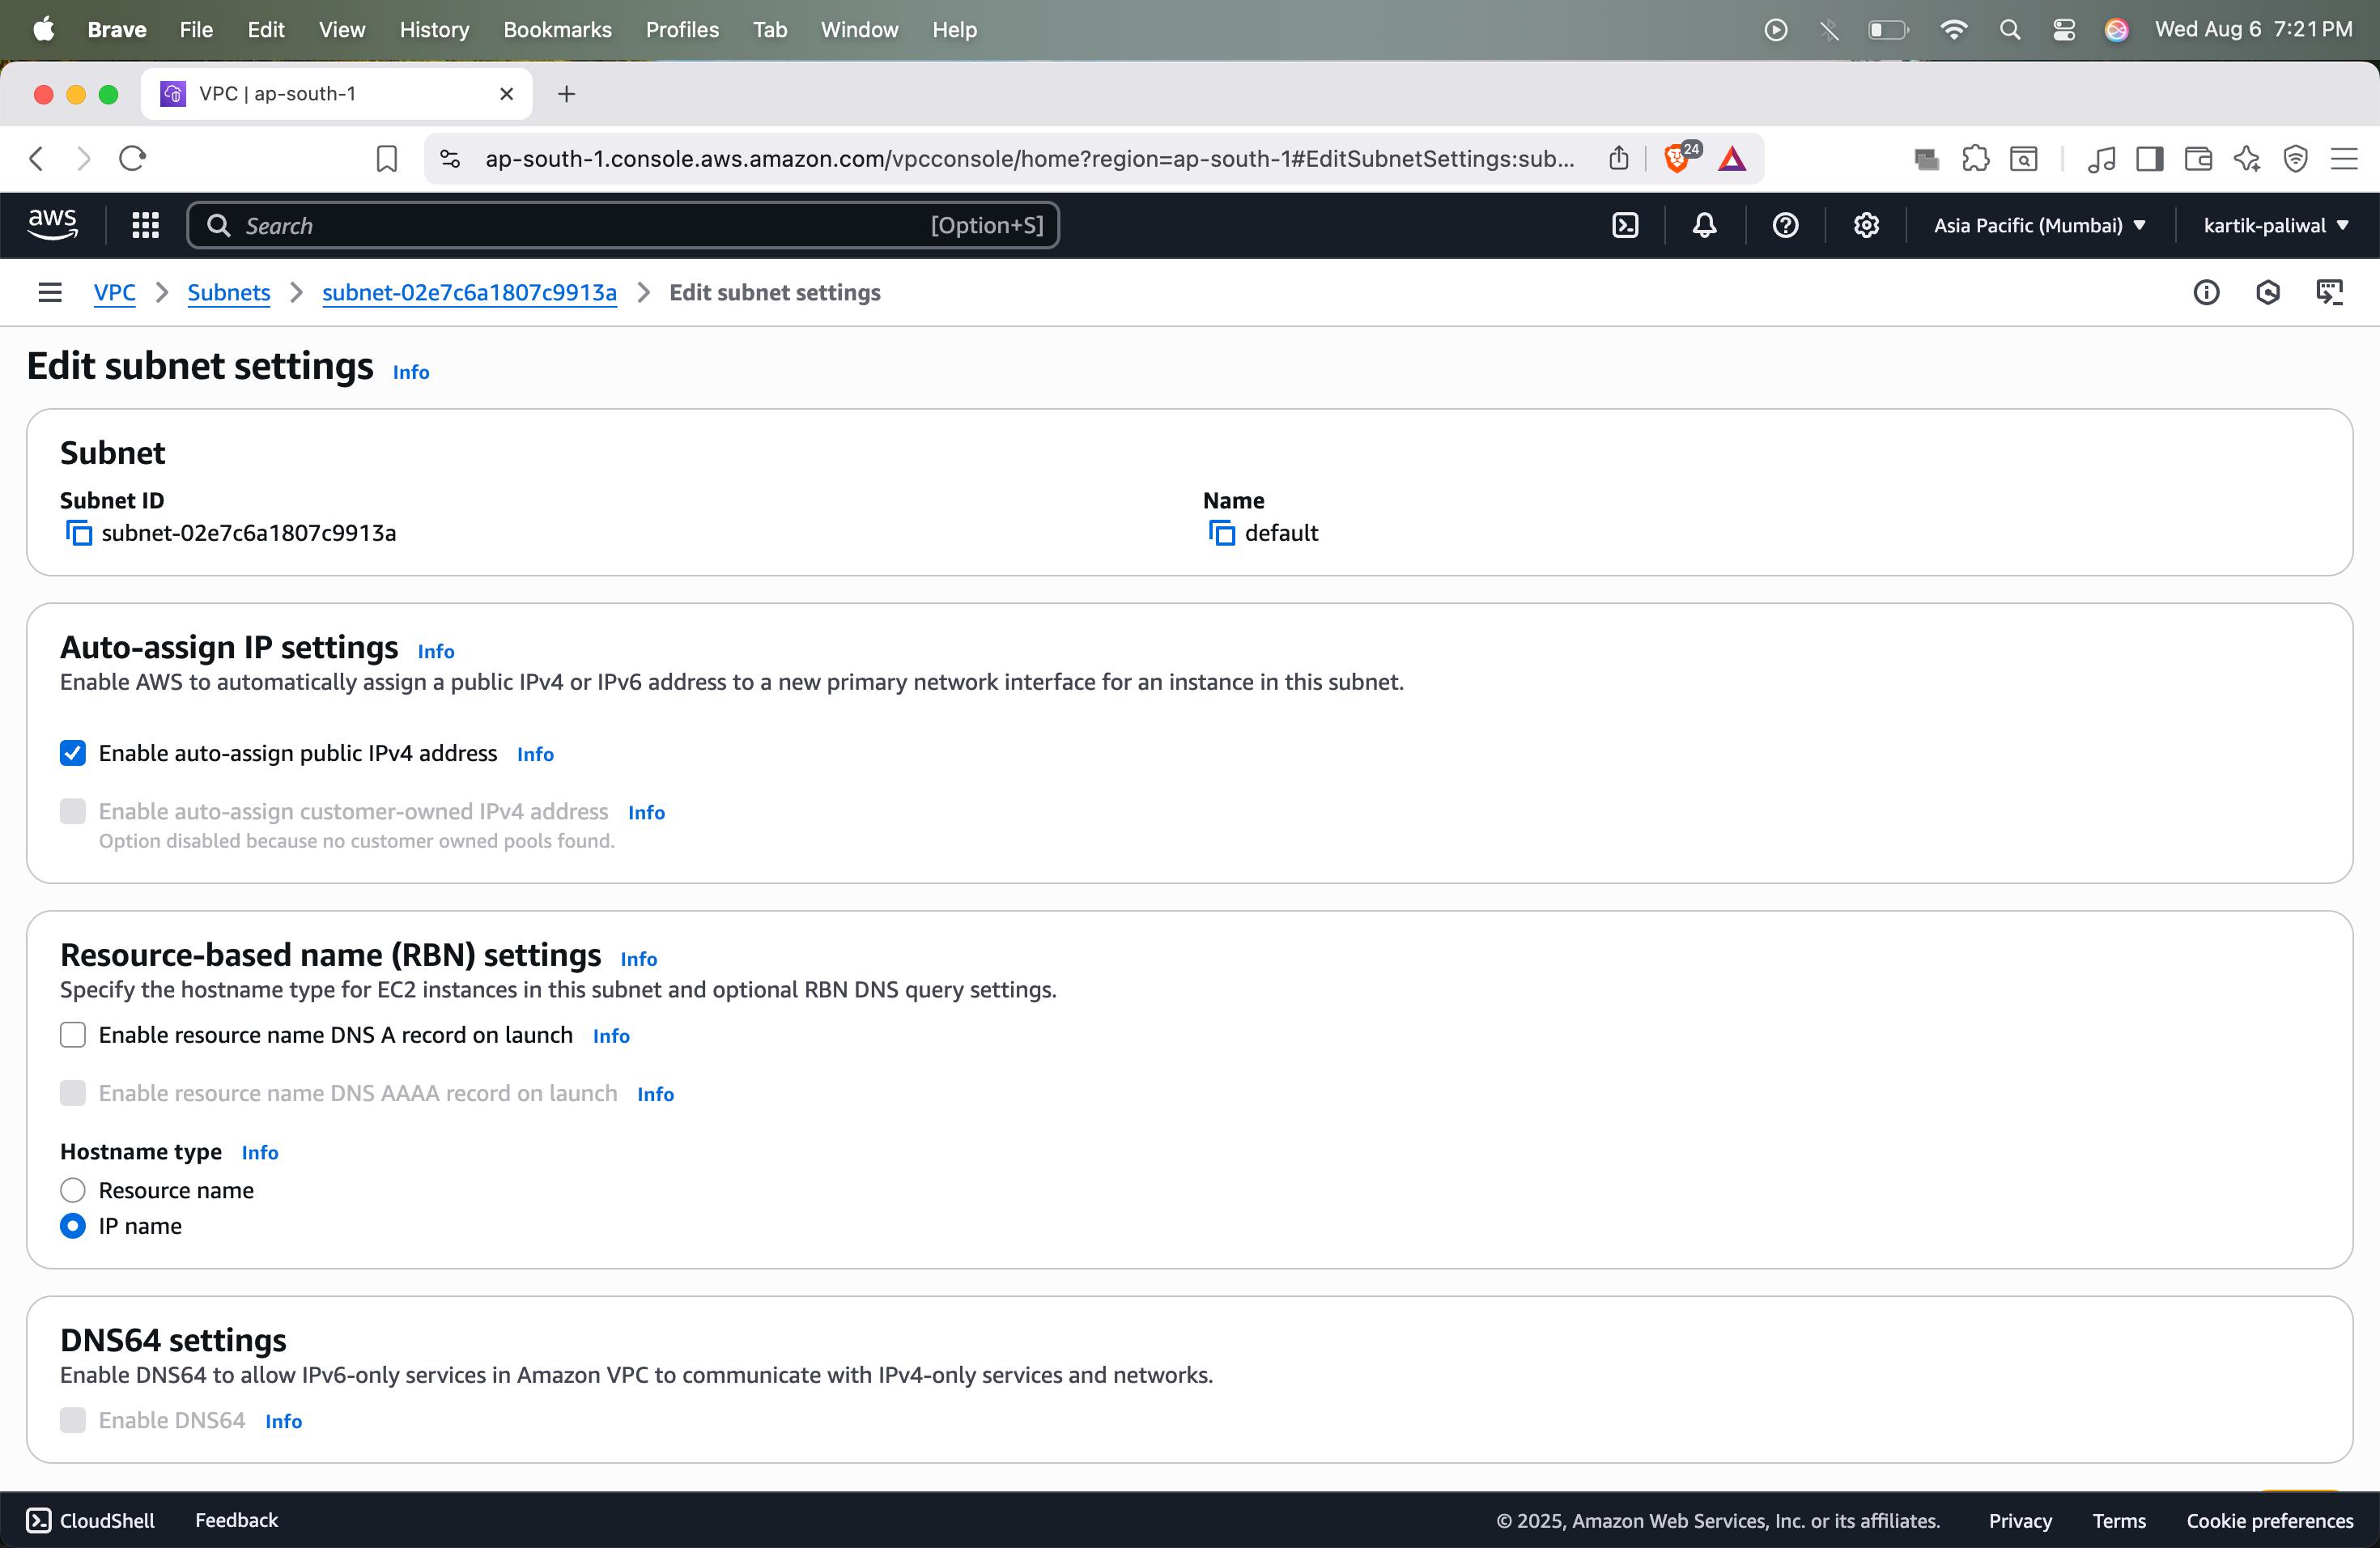 Brave File Edit View History Bookmarks Profiles Tab Window Help Wed Aug 6 7:21 PM
VPC | ap-south-1
ap-south-1.console.aws.amazon.com/vpcconsole/home?region=ap-south-1#EditSubnetSettings:sub... 24
aws Search [Option+S] Asia Pacific (Mumbai) kartik-paliwal
VPC Subnets subnet-02e7c6a1807c9913a Edit subnet settings
Edit subnet settings Info
Subnet
Subnet ID Name
subnet-02e7c6a1807c9913a default
Auto-assign IP settings Info
Enable AWS to automatically assign a public IPv4 or IPv6 address to a new primary network interface for an instance in this subnet.
Enable auto-assign public IPv4 address Info
Enable auto-assign customer-owned IPv4 address Info
Option disabled because no customer owned pools found.
Resource-based name (RBN) settings Info
Specify the hostname type for EC2 instances in this subnet and optional RBN DNS query settings.
Enable resource name DNS A record on launch Info
Enable resource name DNS AAAA record on launch Info
Hostname type Info
Resource name
IP name
DNS64 settings
Enable DNS64 to allow IPv6-only services in Amazon VPC to communicate with IPv4-only services and networks.
Enable DNS64 Info
CloudShell Feedback © 2025, Amazon Web Services, Inc. or its affiliates. Privacy Terms Cookie preferences